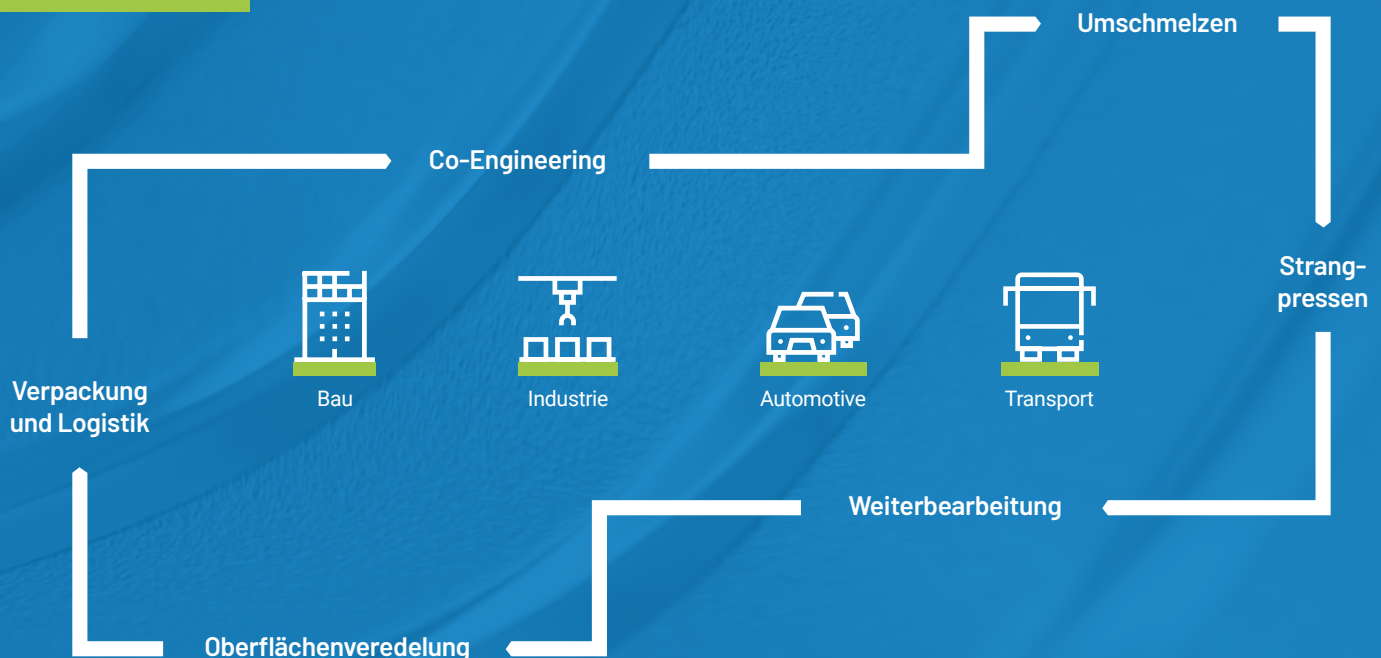 Umschmelzen
Co-Engineering
Strang-
pressen
Verpackung
und Logistik
Bau
Industrie
Automotive
Transport
Weiterbearbeitung
Oberflächenveredelung